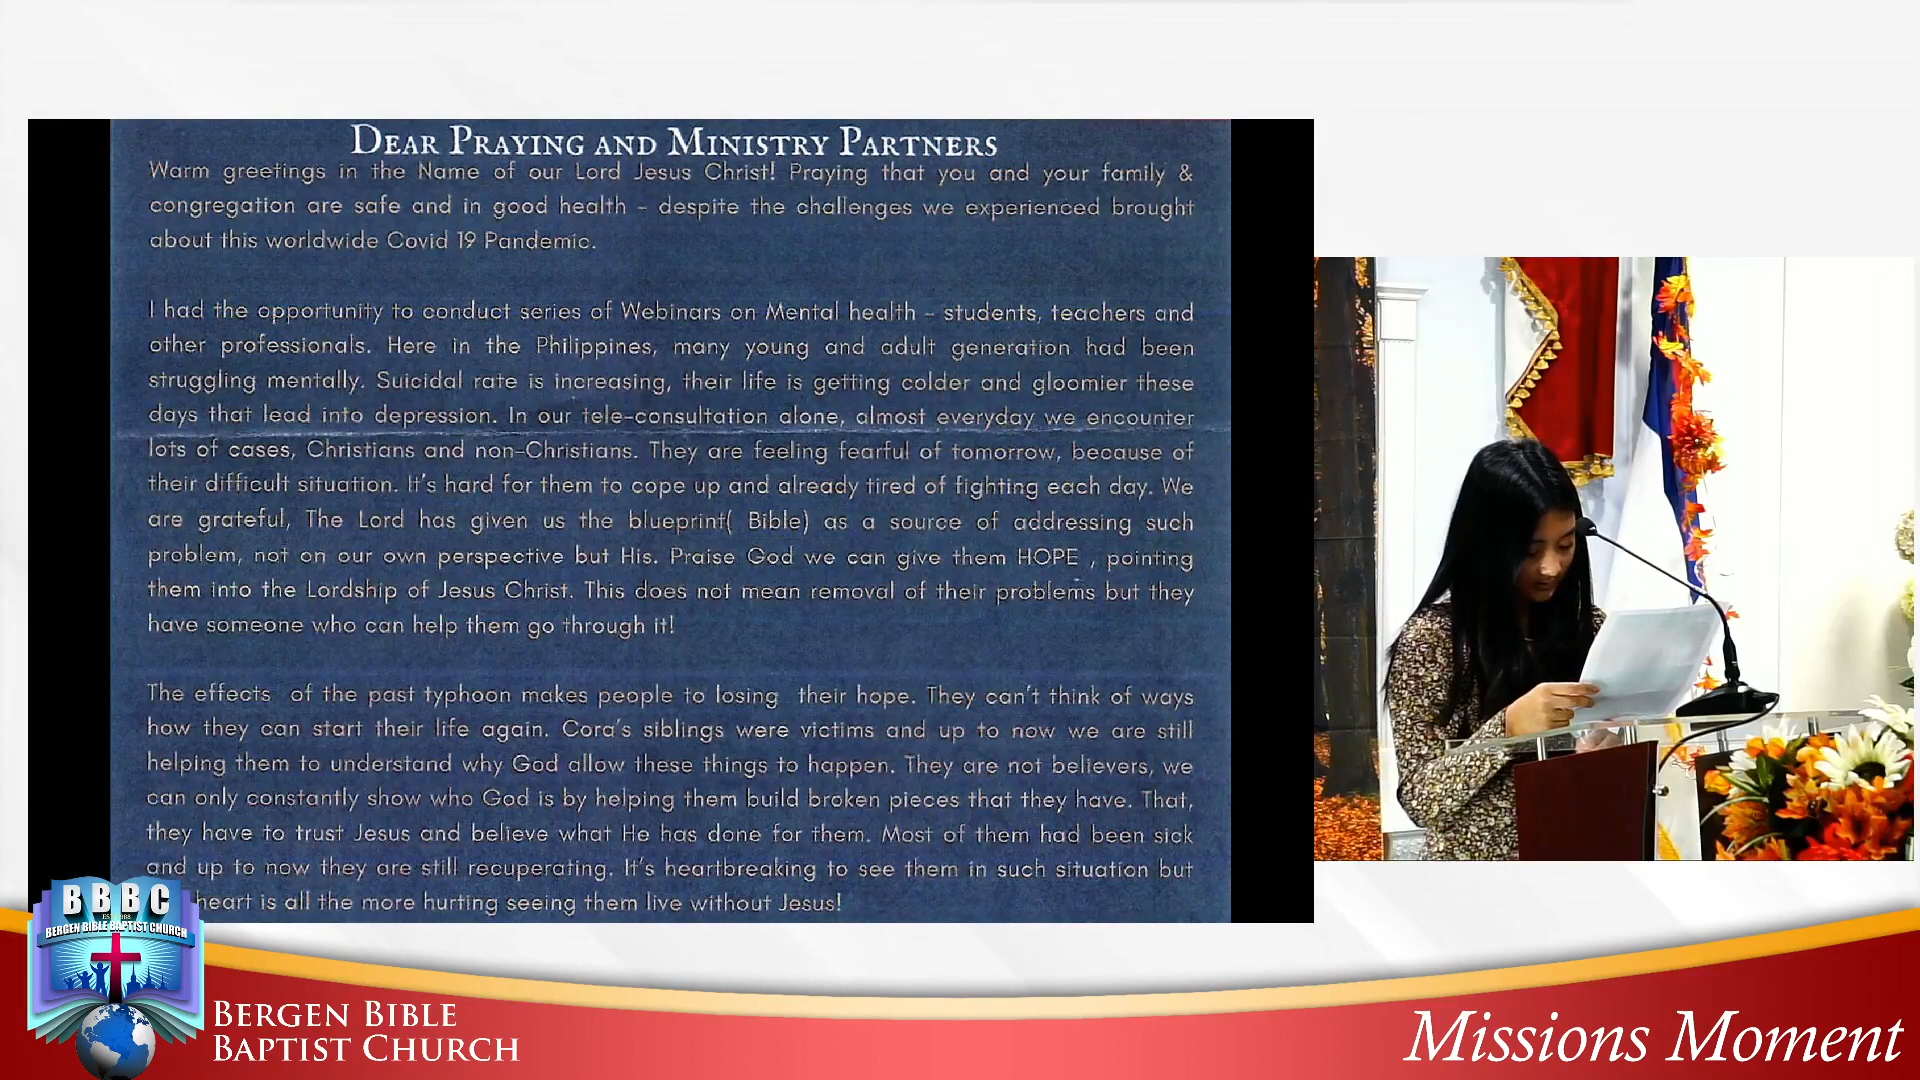 DEAR PRAYING AND MINISTRY PARTNERS
Warm greetings in the Name of our Lord Jesus Christ! Praying that you and your family &
congregation are safe and in good health - despite the challenges we experienced brought
about this worldwide Covid 19 Pandemic.
I had the opportunity to conduct series of Webinars on Mental health - students, teachers and
other professionals. Here in the Philippines, many young and adult generation had been
struggling mentally. Suicidal rate is increasing, their life is getting colder and gloomier these
days that lead into depression. In our tele-consultation alone, almost everyday we encounter
lots of cases, Christians and non-Christians. They are feeling fearful of tomorrow, because of
their difficult situation. It's hard for them to cope up and already tired of fighting each day. We
are grateful, The Lord has given us the blueprint( Bible) as a source of addressing such
problem, not on our own perspective but His. Praise God we can give them HOPE , pointing
them into the Lordship of Jesus Christ. This does not mean removal of their problems but they
have someone who can help them go through it!
The effects of the past typhoon makes people to losing their hope. They can't think of ways
how they can start their life again. Cora's siblings were victims and up to now we are still
helping them to understand why God allow these things to happen. They are not believers, we
can only constantly show who God is by helping them build broken pieces that they have. That,
they have to trust Jesus and believe what He has done for them. Most of them had been sick
and up to now they are still recuperating. It's heartbreaking to see them in such situation but
heart is all the more hurting seeing them live without Jesus!
BBBC
BERGEN BIBLE BAPTIST CHURCH
BERGEN BIBLE
BAPTIST CHURCH
Missions Moment